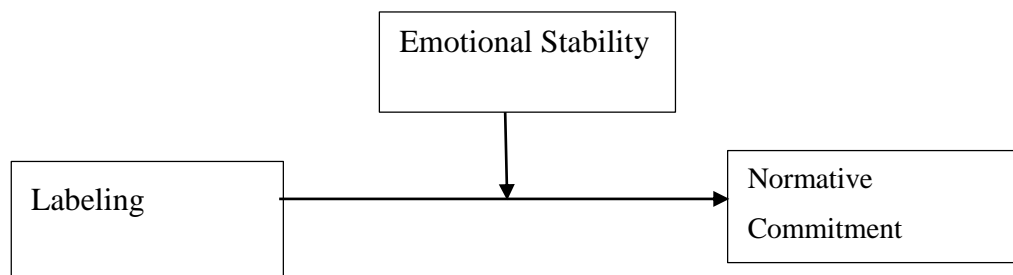 Emotional Stability
Labeling
Normative
Commitment